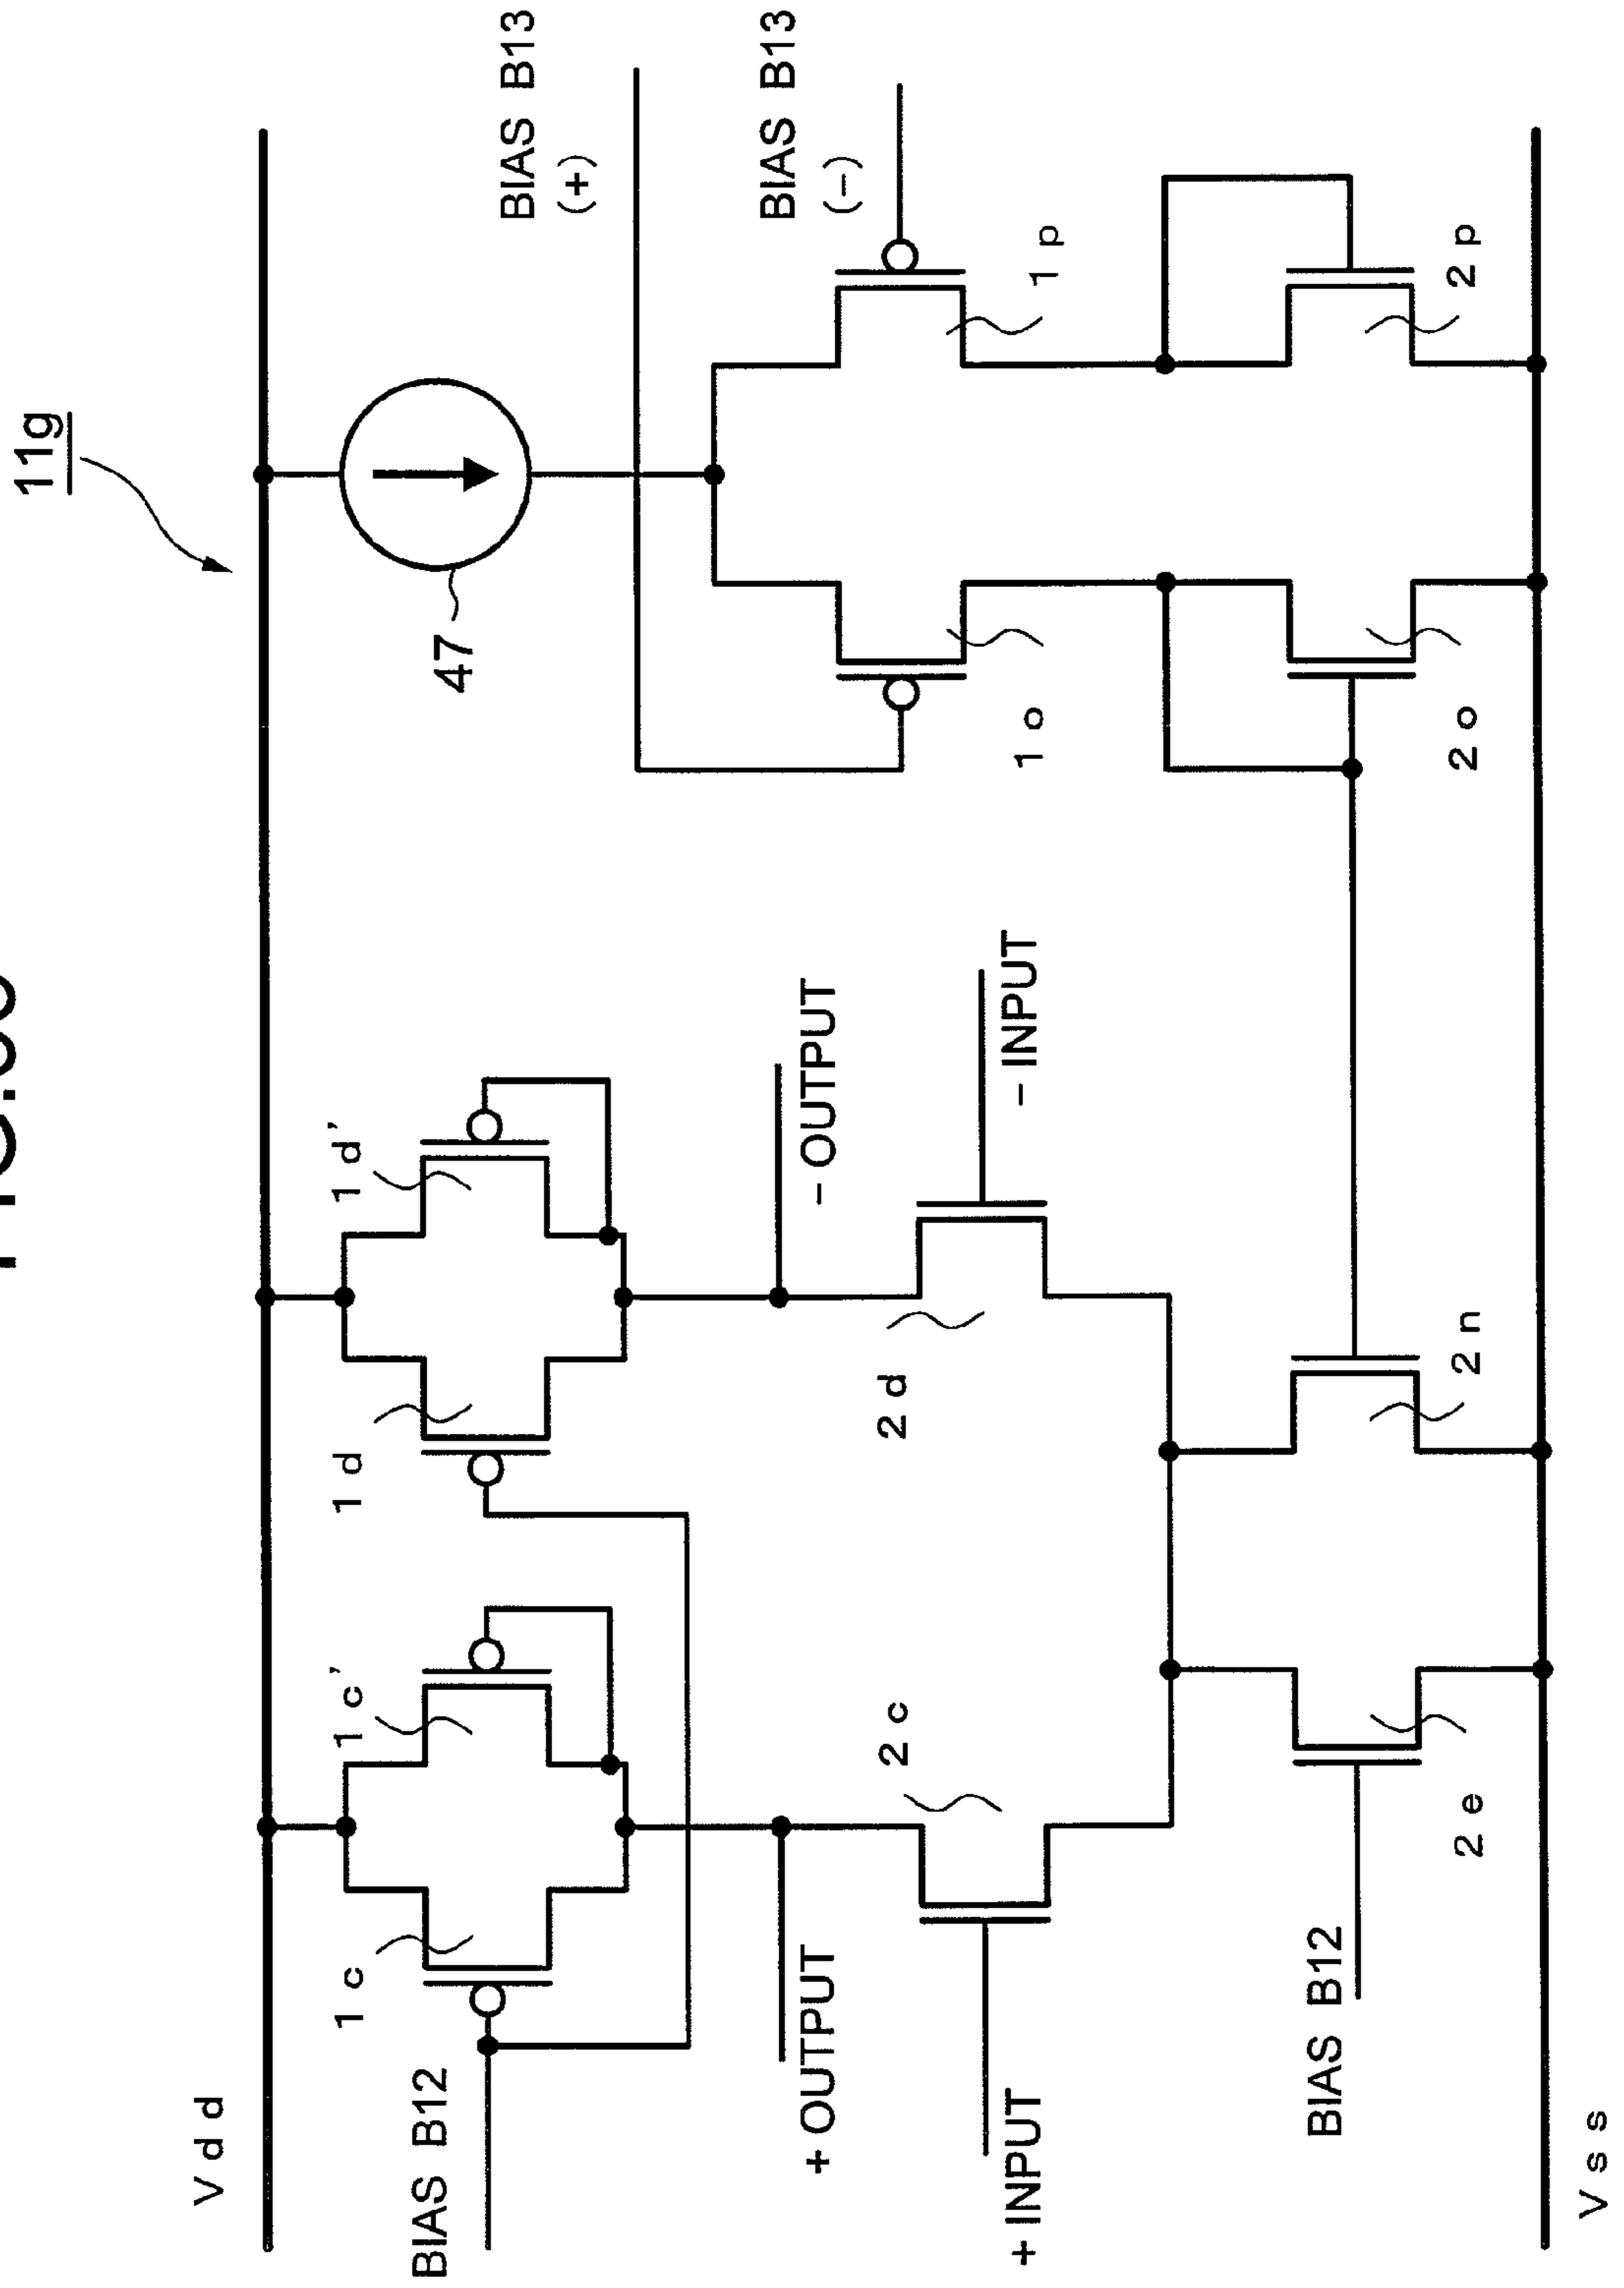 11g
Vdd
47
BIAS B13
(+)
BIAS B13
(−)
1c
1c'
1d
1d'
BIAS B12
+ OUTPUT
− OUTPUT
+ INPUT
− INPUT
2c
2d
1o
1p
BIAS B12
2e
2n
2o
2p
Vss